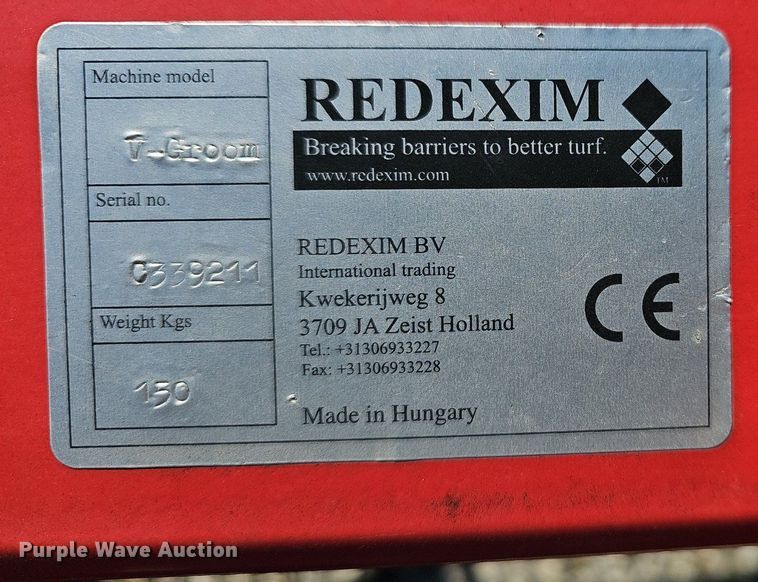 Machine model
V-Groom
Serial no.
C339211
Weight Kgs
150
REDEXIM
Breaking barriers to better turf.
www.redexim.com
TM
REDEXIM BV
International trading
Kwekerijweg 8
3709 JA Zeist Holland
Tel.: +31306933227
Fax: +31306933228
Made in Hungary
CE
Purple Wave Auction